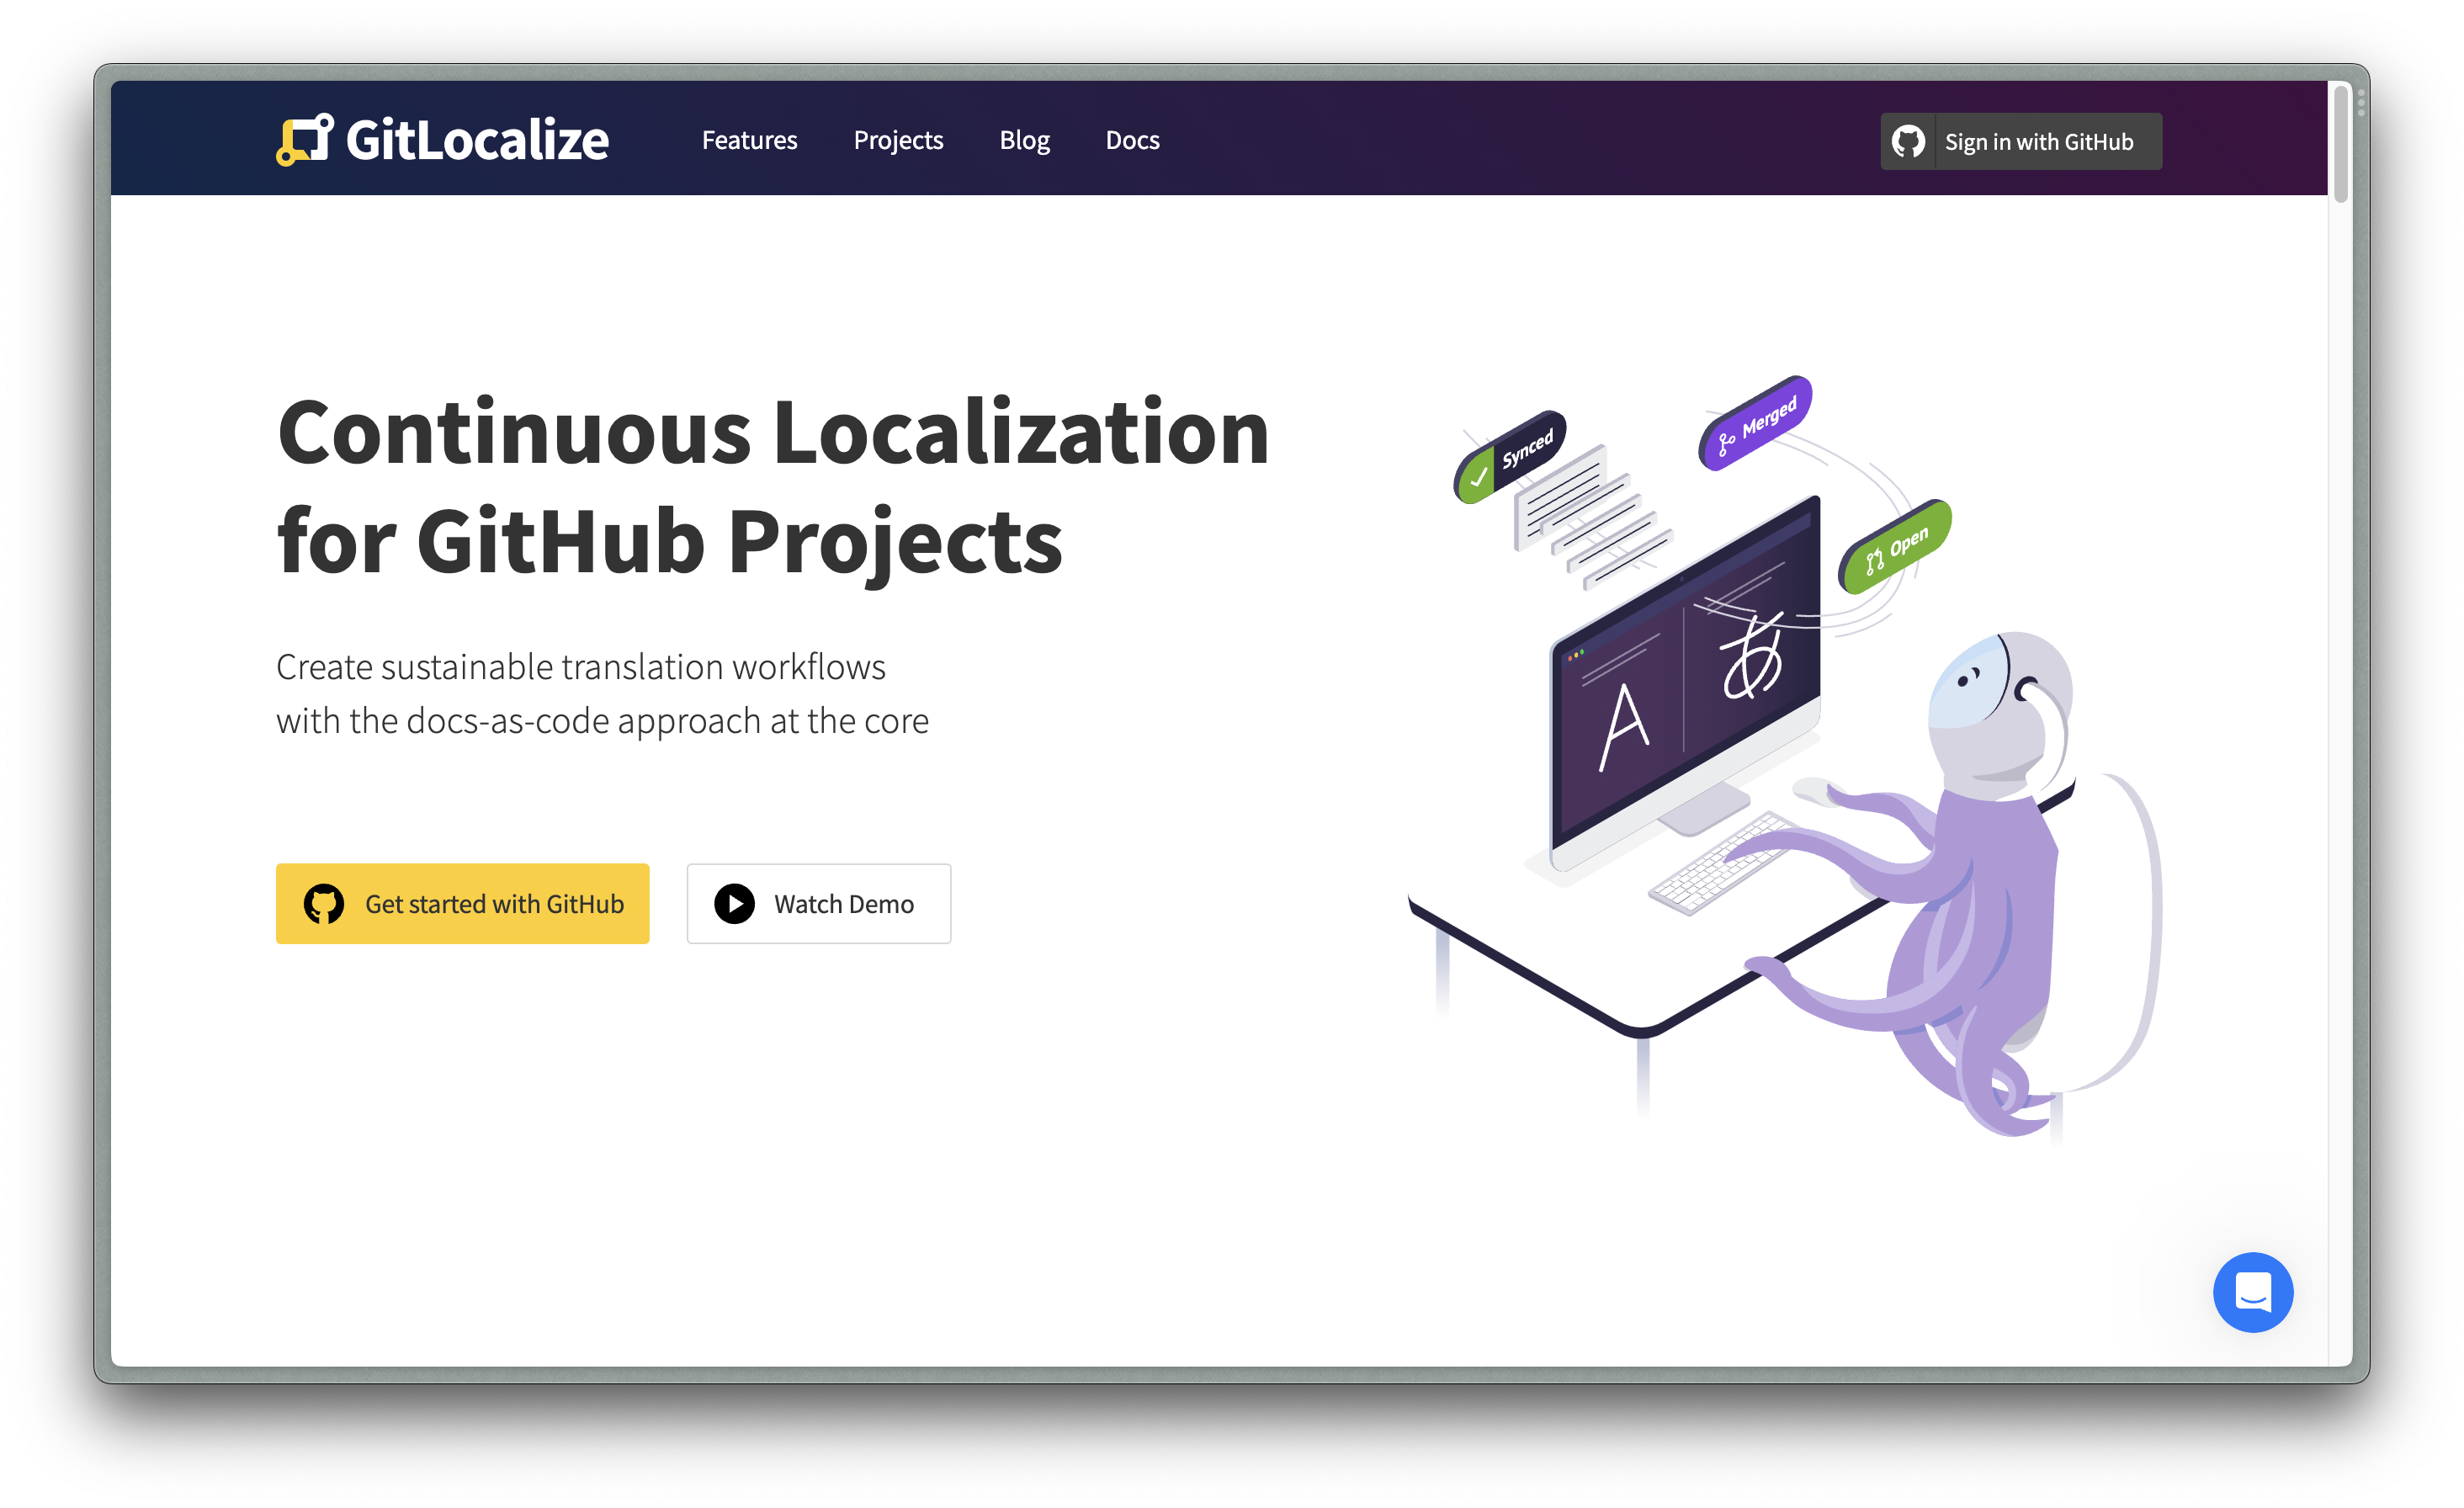 GitLocalize
Features
Projects
Blog
Docs
Sign in with GitHub
Continuous Localization
for GitHub Projects
Create sustainable translation workflows
with the docs-as-code approach at the core
Get started with GitHub
Watch Demo
Synced
Merged
Open
A
あ